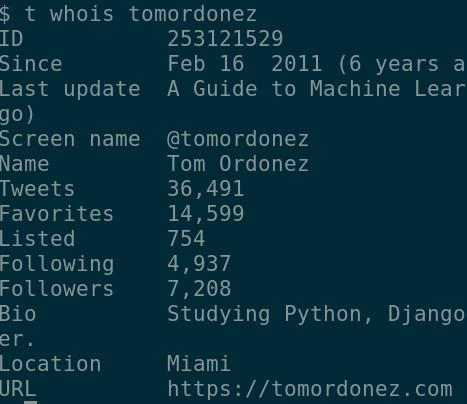 $ t whois tomordonez
ID 253121529
Since Feb 16  2011 (6 years a
Last update A Guide to Machine Lear
go)
Screen name @tomordonez
Name Tom Ordonez
Tweets 36,491
Favorites 14,599
Listed 754
Following 4,937
Followers 7,208
Bio Studying Python, Django
er.
Location Miami
URL https://tomordonez.com